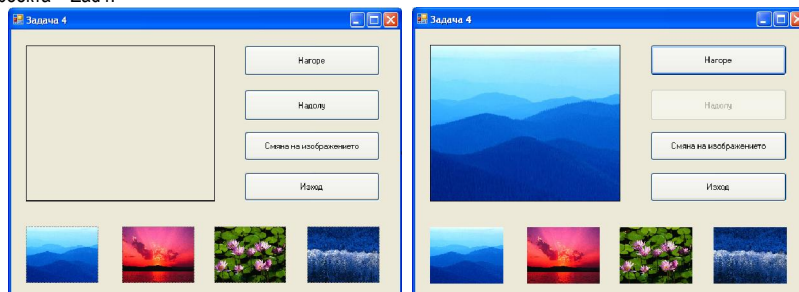 Задача 4
Нагоре
Надолу
Смяна на изображението
Изход
Задача 4
Нагоре
Надолу
Смяна на изображението
Изход